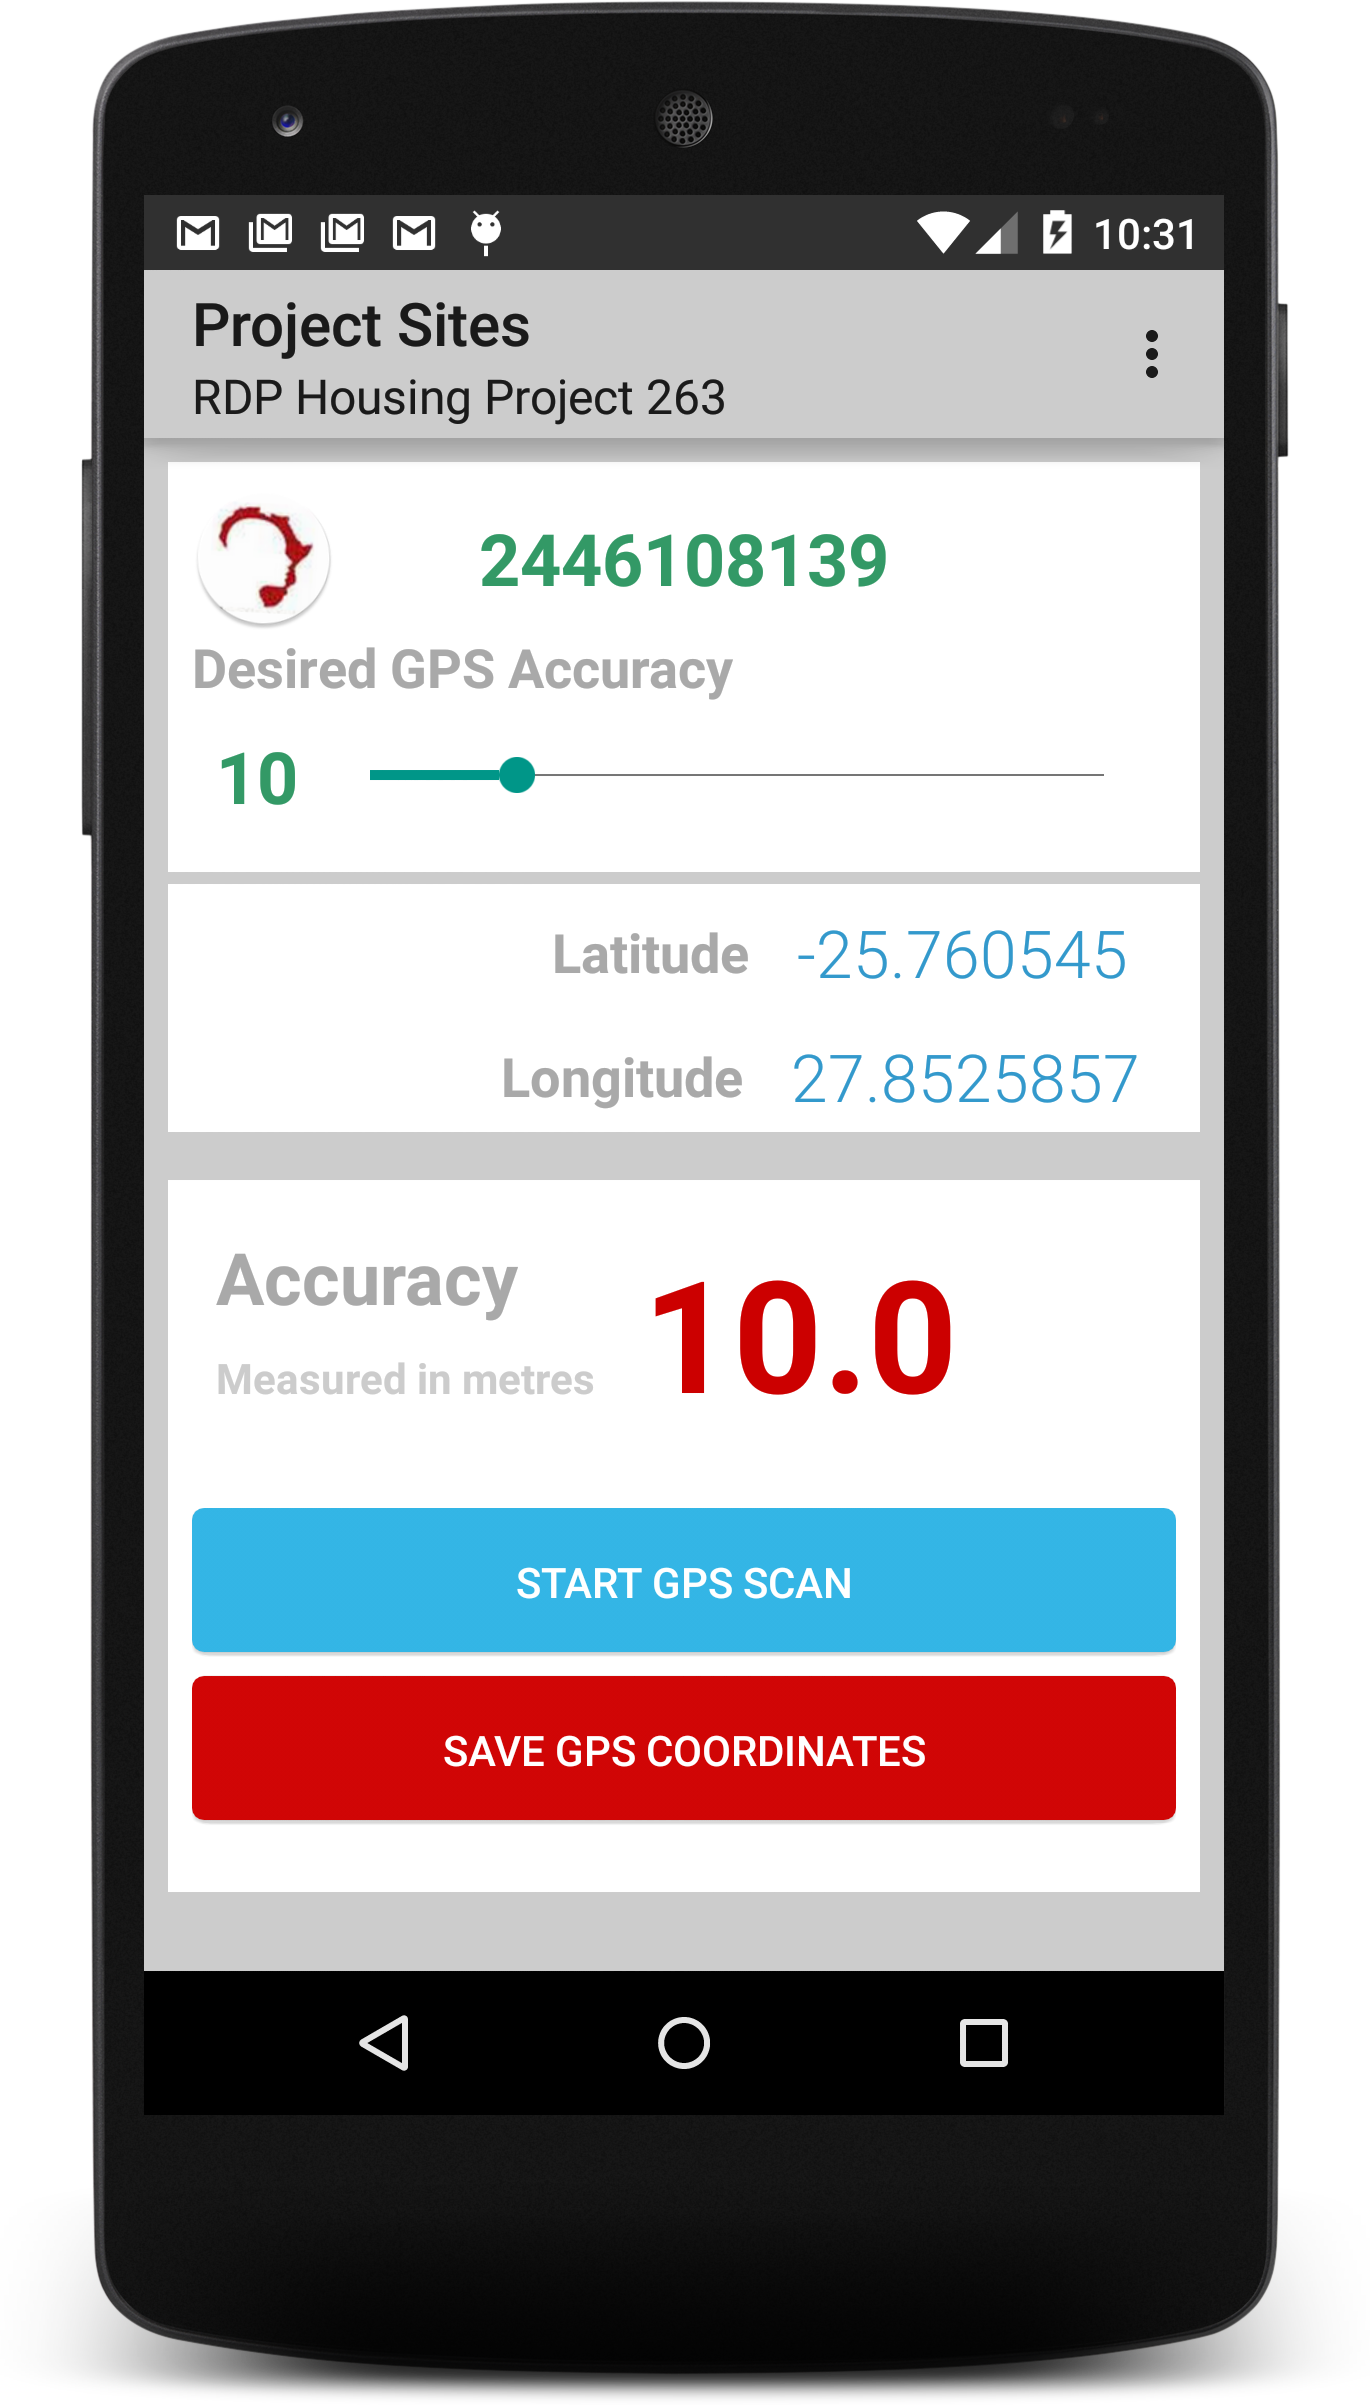 10:31
Project Sites
RDP Housing Project 263
2446108139
Desired GPS Accuracy
10
Latitude -25.760545
Longitude 27.8525857
Accuracy
10.0
Measured in metres
START GPS SCAN
SAVE GPS COORDINATES